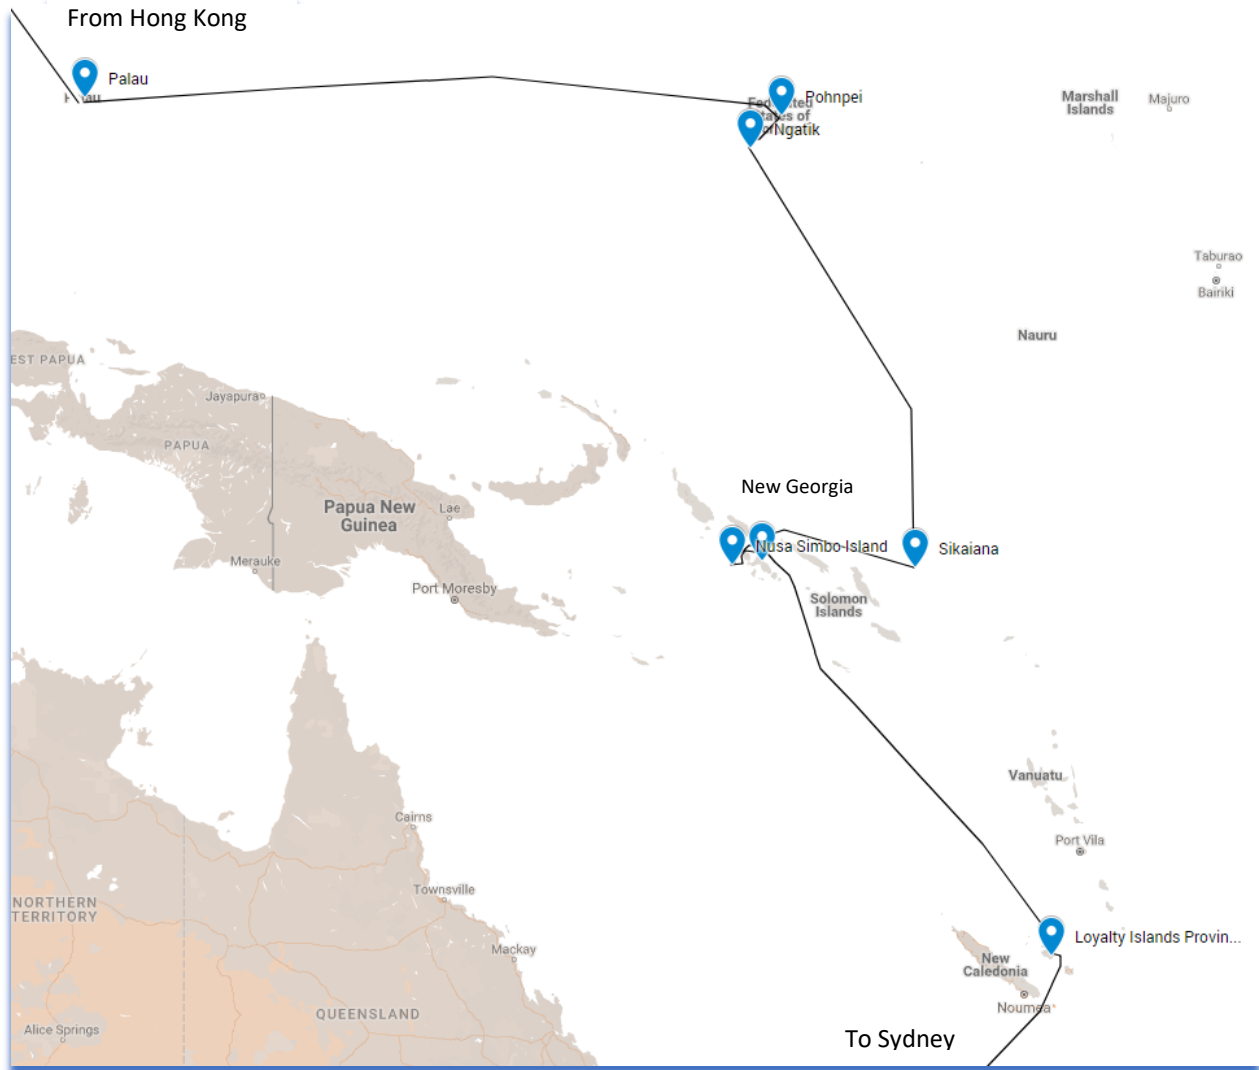 From Hong Kong
Palau
Pohnpei
Ngatik
Marshall
Islands
Majuro
Taburao
Bairiki
Nauru
EST PAPUA
Jayapura
PAPUA
Papua New
Guinea
Lae
Merauke
Port Moresby
New Georgia
Nusa Simbo Island
Sikaiana
Solomon
Islands
Vanuatu
Port Vila
Cairns
Townsville
Mackay
NORTHERN
TERRITORY
QUEENSLAND
Alice Springs
Loyalty Islands Provin...
New
Caledonia
Noumea
To Sydney